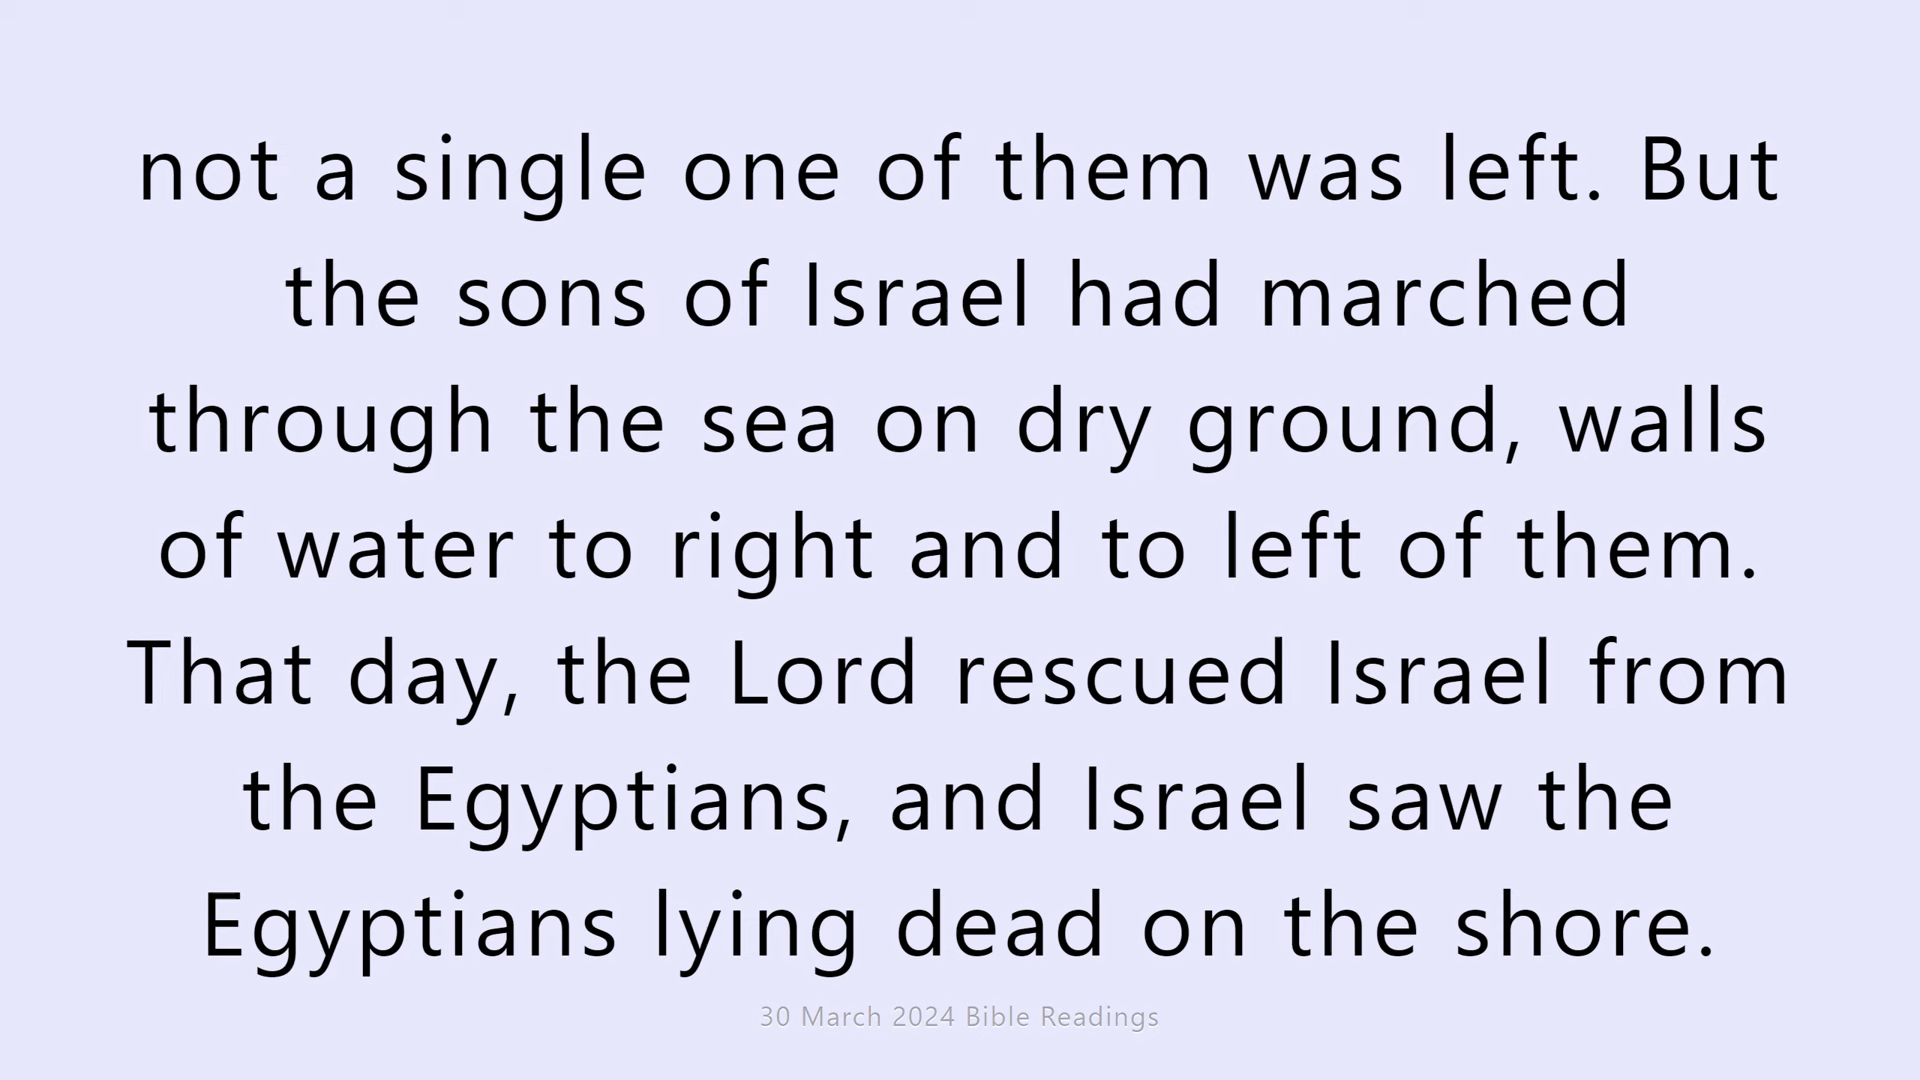 not a single one of them was left. But
the sons of Israel had marched
through the sea on dry ground, walls
of water to right and to left of them.
That day, the Lord rescued Israel from
the Egyptians, and Israel saw the
Egyptians lying dead on the shore.
30 March 2024 Bible Readings